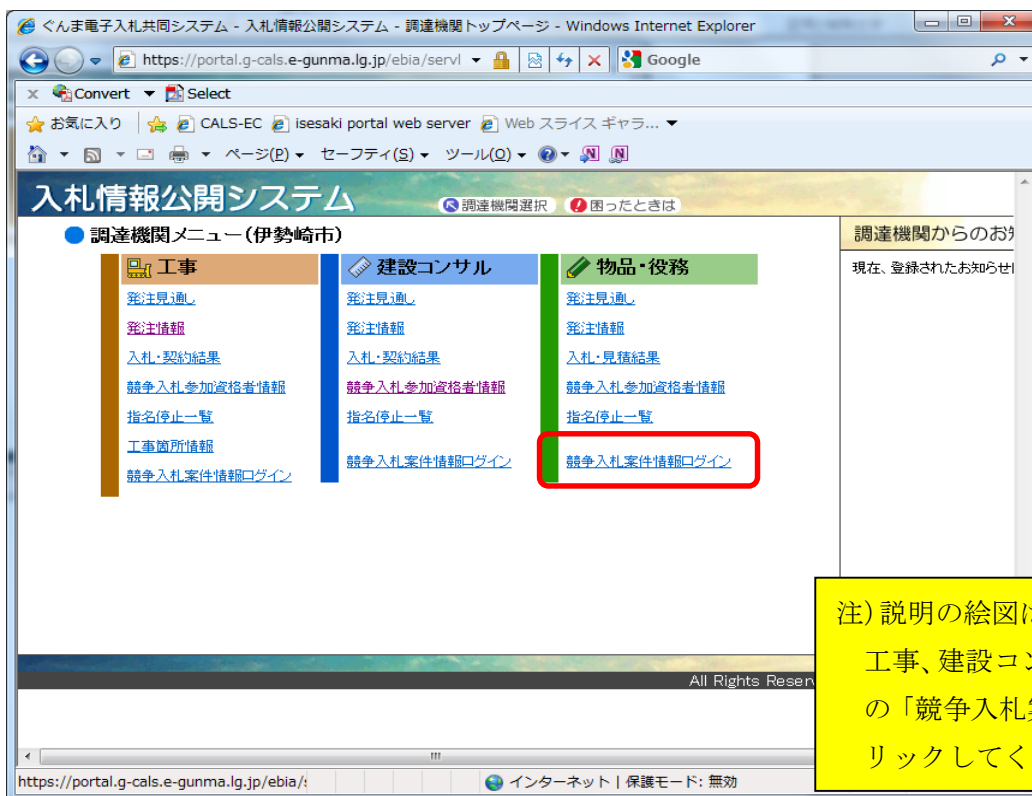 ぐんま電子入札共同システム - 入札情報公開システム - 調達機関トップページ - Windows Internet Explorer
https://portal.g-cals.e-gunma.lg.jp/ebia/servl
Google
x Convert Select
お気に入り CALS-EC isesaki portal web server Web スライス ギャラ...
ページ(P) セーフティ(S) ツール(O)
入札情報公開システム
調達機関選択 困ったときは
調達機関メニュー(伊勢崎市)
工事
発注見通し
発注情報
入札・契約結果
競争入札参加資格者情報
指名停止一覧
工事箇所情報
競争入札案件情報ログイン
建設コンサル
発注見通し
発注情報
入札・契約結果
競争入札参加資格者情報
指名停止一覧
競争入札案件情報ログイン
物品・役務
発注見通し
発注情報
入札・見積結果
競争入札参加資格者情報
指名停止一覧
競争入札案件情報ログイン
調達機関からのお
現在、登録されたお知らせ
注)説明の絵図は
工事、建設コン
の「競争入札案
リックしてく
All Rights Reser
https://portal.g-cals.e-gunma.lg.jp/ebia/
インターネット | 保護モード: 無効